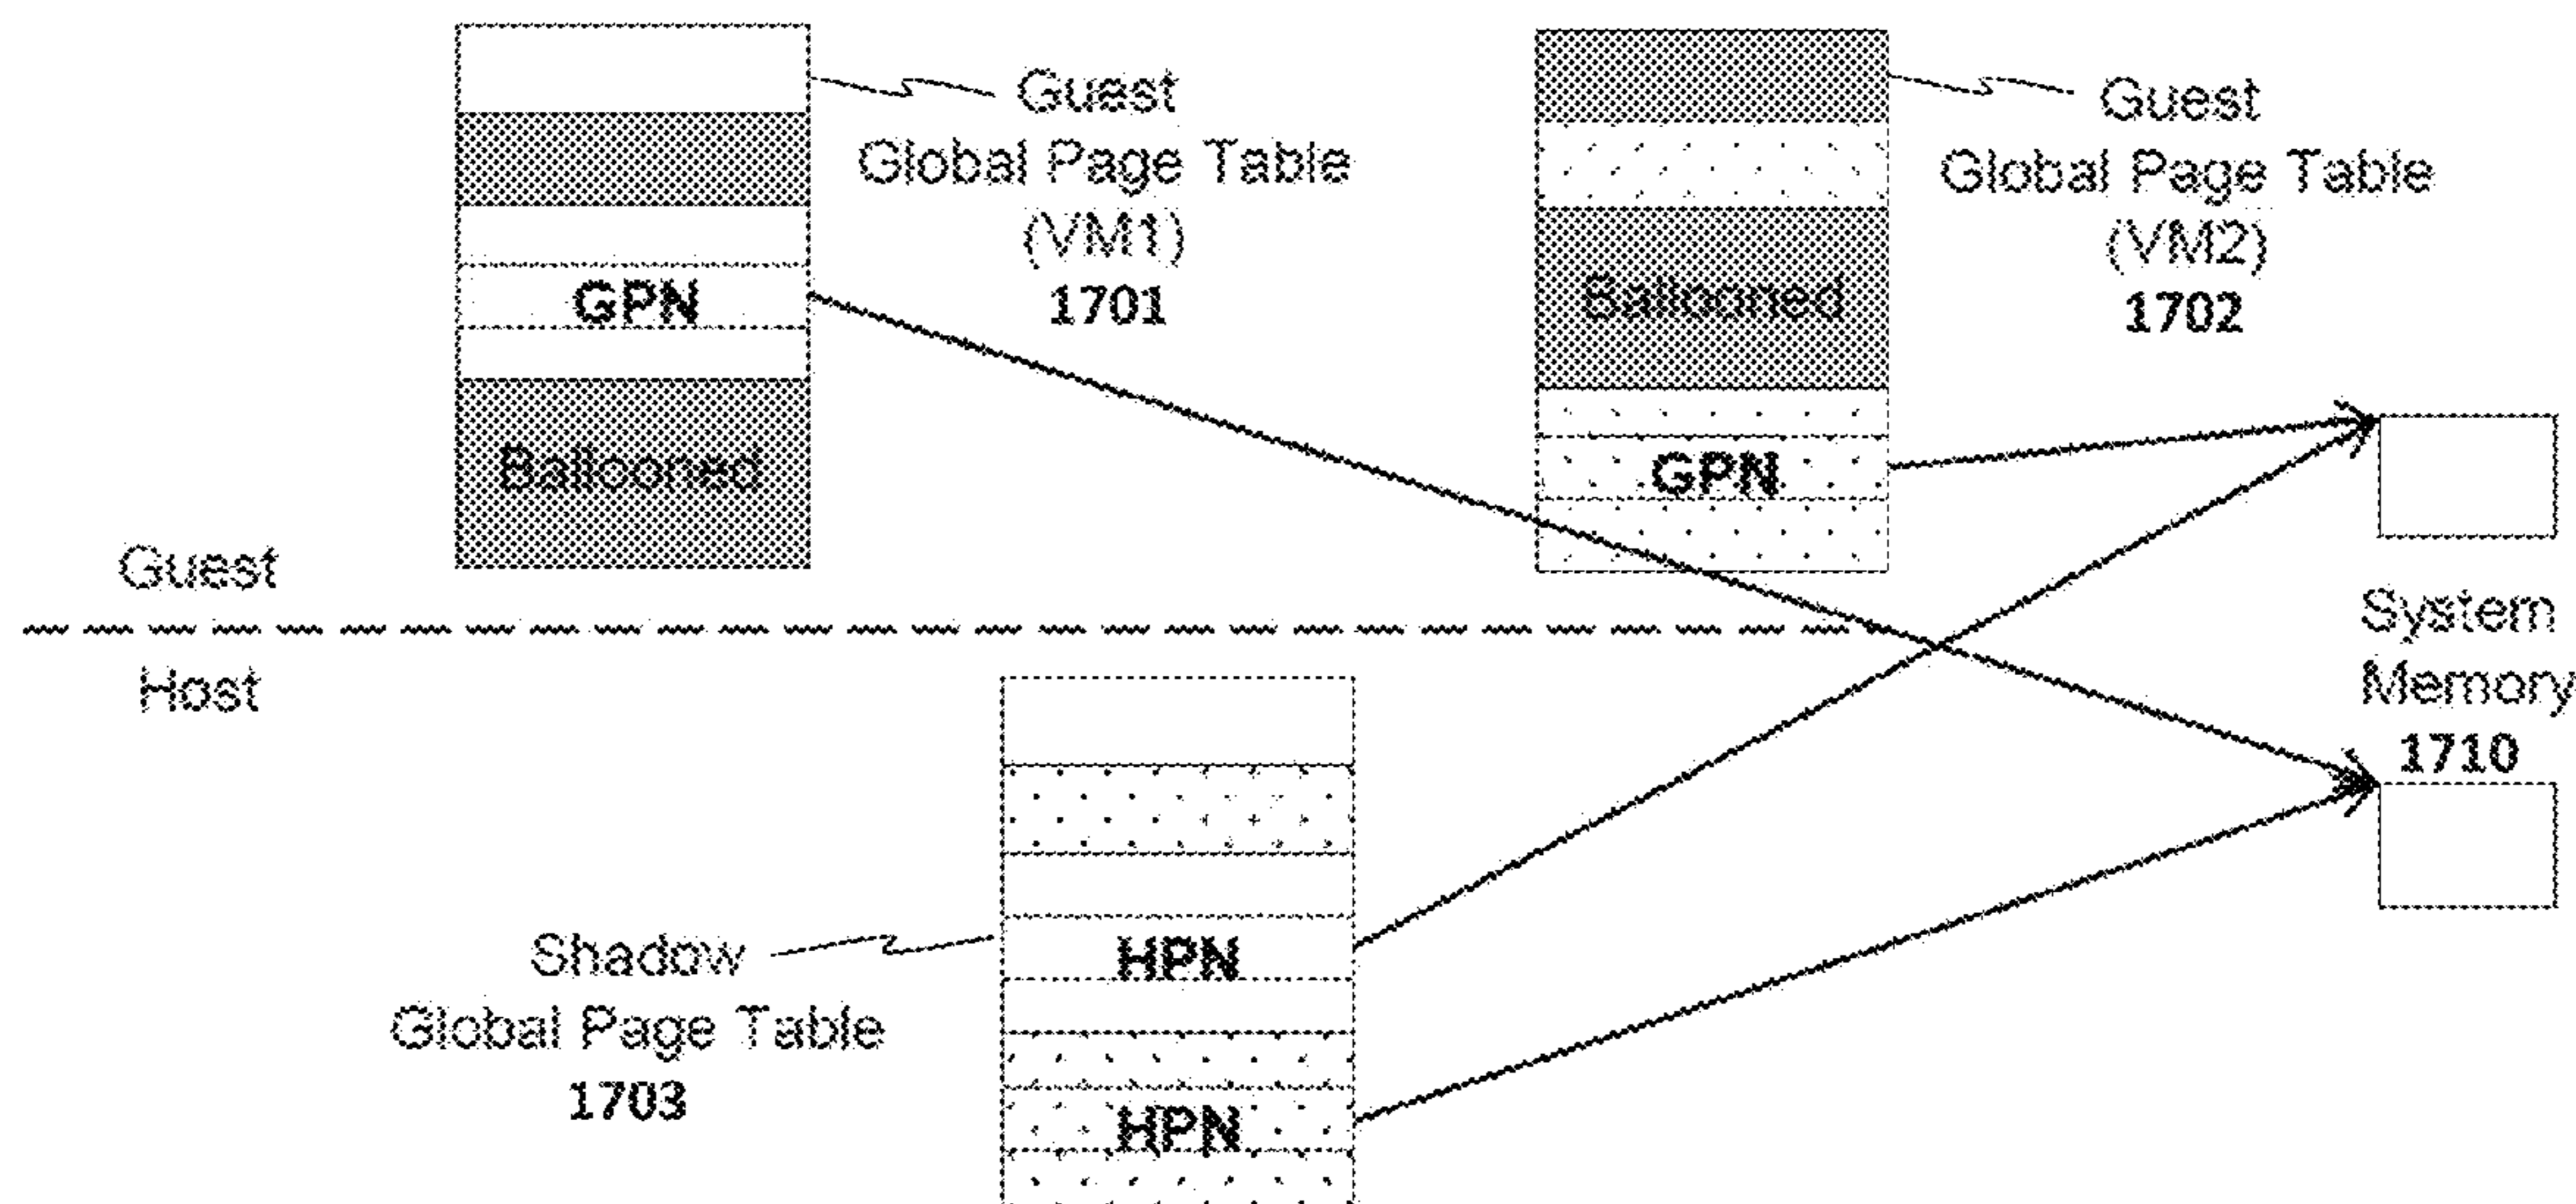 Guest
Global Page Table
(VM1)
1701
GPN
Ballooned
Guest
Global Page Table
(VM2)
1702
Ballooned
GPN
Guest
Host
System
Memory
1710
HPN
Shadow
Global Page Table
1703
HPN